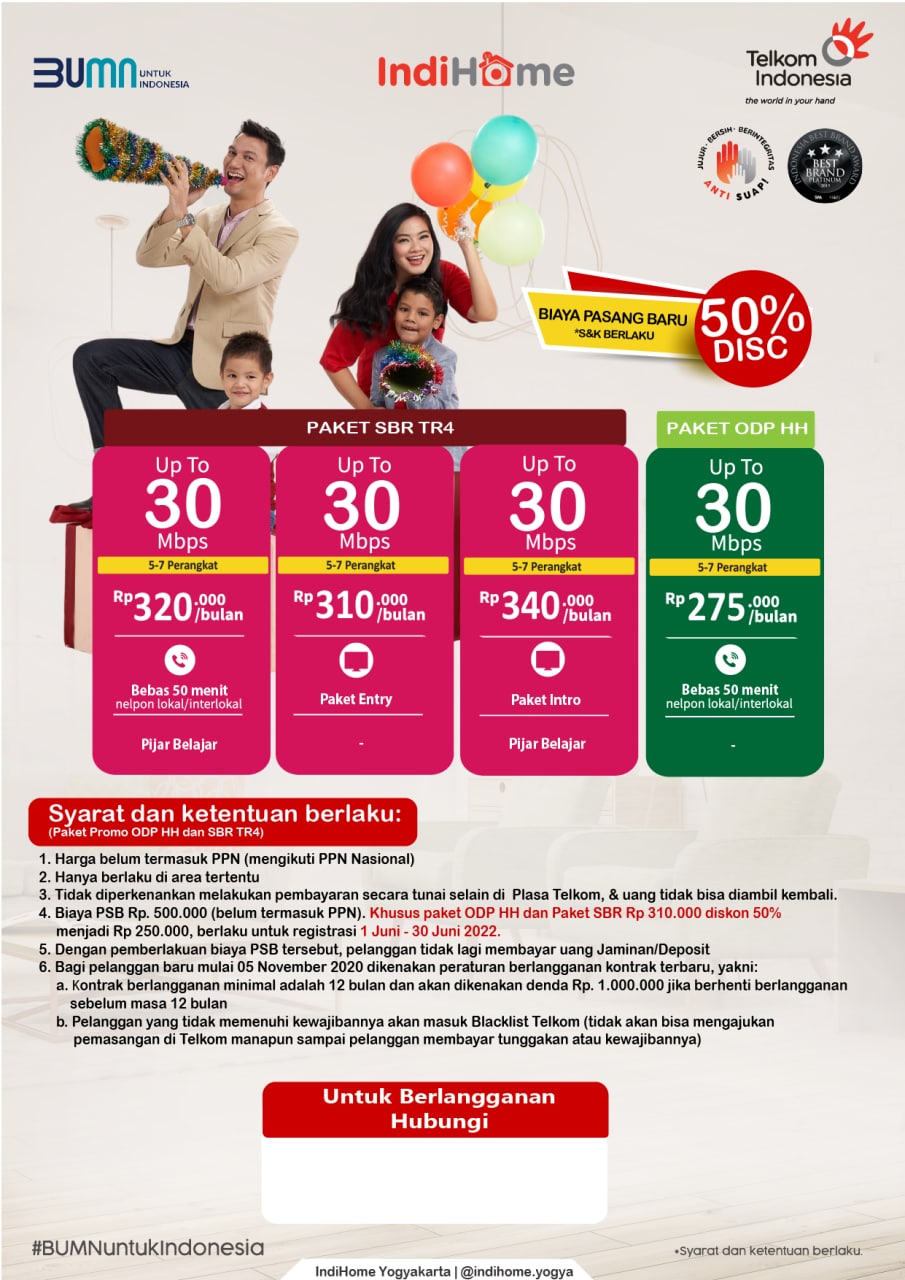 BUMN UNTUK INDONESIA
IndiHome
Telkom
Indonesia
the world in your hand
JUJUR · BERSIH · BERINTEGRITAS
ANTI SUAP!
INDONESIA BEST BRAND AWARD
BEST
BRAND
PLATINUM
BIAYA PASANG BARU
*S&K BERLAKU
50%
DISC
PAKET SBR TR4
Up To
30
Mbps
5-7 Perangkat
Rp320.000/bulan
Bebas 50 menit
nelpon lokal/interlokal
Pijar Belajar
Up To
30
Mbps
5-7 Perangkat
Rp310.000/bulan
Paket Entry
-
Up To
30
Mbps
5-7 Perangkat
Rp340.000/bulan
Paket Intro
Pijar Belajar
PAKET ODP HH
Up To
30
Mbps
5-7 Perangkat
Rp275.000/bulan
Bebas 50 menit
nelpon lokal/interlokal
-
Syarat dan ketentuan berlaku:
(Paket Promo ODP HH dan SBR TR4)
1. Harga belum termasuk PPN (mengikuti PPN Nasional)
2. Hanya berlaku di area tertentu
3. Tidak diperkenankan melakukan pembayaran secara tunai selain di Plasa Telkom, & uang tidak bisa diambil kembali.
4. Biaya PSB Rp. 500.000 (belum termasuk PPN). Khusus paket ODP HH dan Paket SBR Rp 310.000 diskon 50%
menjadi Rp 250.000, berlaku untuk registrasi 1 Juni - 30 Juni 2022.
5. Dengan pemberlakuan biaya PSB tersebut, pelanggan tidak lagi membayar uang Jaminan/Deposit
6. Bagi pelanggan baru mulai 05 November 2020 dikenakan peraturan berlangganan kontrak terbaru, yakni:
a. Kontrak berlangganan minimal adalah 12 bulan dan akan dikenakan denda Rp. 1.000.000 jika berhenti berlangganan
sebelum masa 12 bulan
b. Pelanggan yang tidak memenuhi kewajibannya akan masuk Blacklist Telkom (tidak akan bisa mengajukan
pemasangan di Telkom manapun sampai pelanggan membayar tunggakan atau kewajibannya)
Untuk Berlangganan
Hubungi
#BUMNuntukIndonesia
*Syarat dan ketentuan berlaku.
IndiHome Yogyakarta | @indihome.yogya